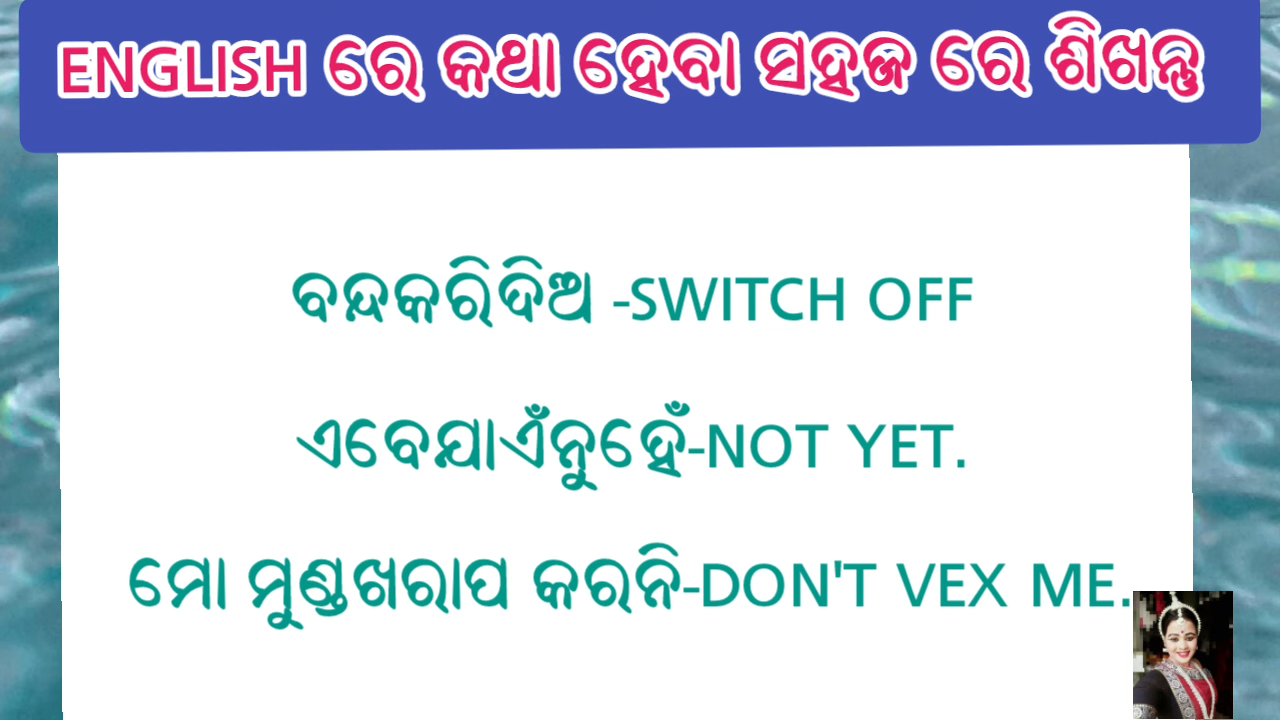 ENGLISH ରେ କଥା ହେବା ସହଜ ରେ ଶିଖନ୍ତୁ
ବନ୍ଦକରିଦିଅ -SWITCH OFF
ଏବେଯାଏଁନୁହେଁ-NOT YET.
ମୋ ମୁଣ୍ଡଖରାପ କରନି-DON'T VEX ME.